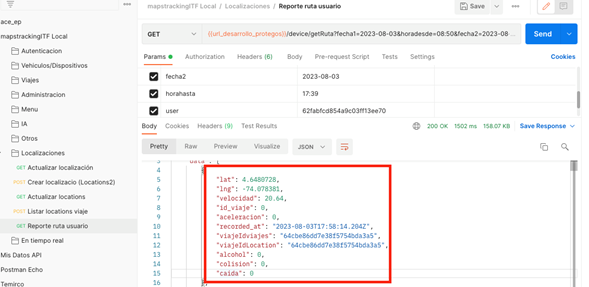 mapstrackingITF Local / Localizaciones / Reporte ruta usuario
Save
ace_ep
mapstrackingITF Local
Autenticacion
Vehiculos/Dispositivos
Viajes
Administracion
Menu
IA
Otros
Localizaciones
GET Actualizar localización
POST Crear localizacio (Locations2)
GET Actualizar locations
POST Listar locations viaje
GET Reporte ruta usuario
En tiempo real
Mis Datos API
Postman Echo
Temirco
GET
{{url_desarrollo_protegos}}/device/getRuta?fecha1=2023-08-03&horadesde=08:50&fecha2=2023-08...
Send
Params
Authorization
Headers (6)
Body
Pre-request Script
Tests
Settings
Cookies
fecha2 2023-08-03
horahasta 17:39
user 62fabfcd854a9c03ff13ee70
Body
Cookies
Headers (9)
Test Results
200 OK
1502 ms
158.07 KB
Save Response
Pretty
Raw
Preview
Visualize
JSON
3 "data": [
4 {
5 "lat": 4.6480728,
6 "lng": -74.078381,
7 "velocidad": 20.64,
8 "id_viaje": 0,
9 "acelerazion": 0,
10 "recorded_at": "2023-08-03T17:58:14.204Z",
11 "viajeIdviajes": "64cbe86dd7e38f5754bda3a5",
12 "viajeIdLocation": "64cbe86dd7e38f5754bda3a5",
13 "alcohol": 0,
14 "colision": 0,
15 "caida": 0
16 },